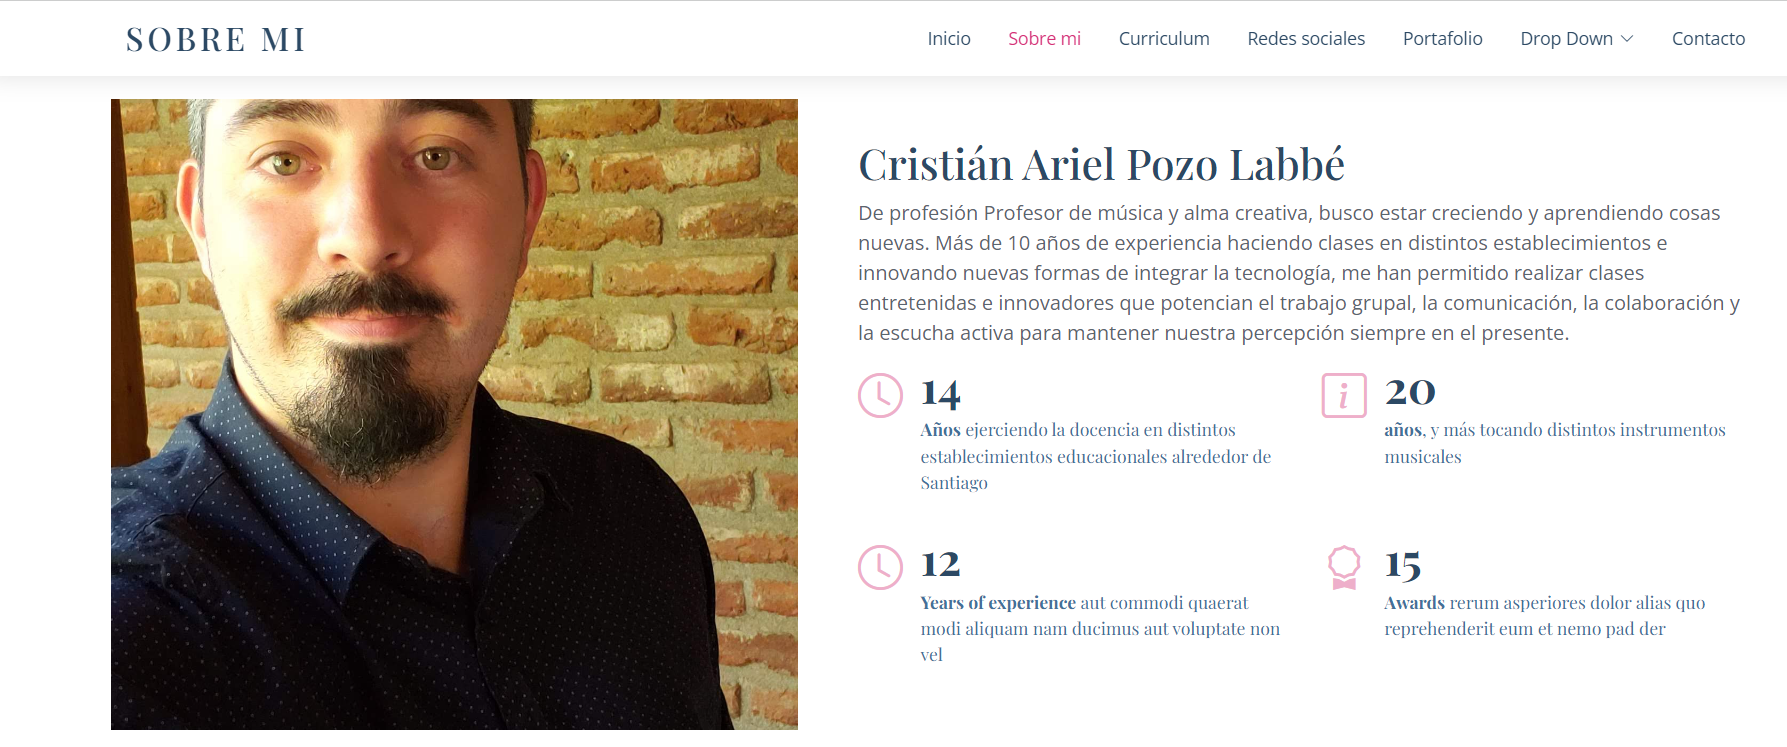 SOBRE MI
Inicio Sobre mi Curriculum Redes sociales Portafolio Drop Down Contacto
Cristián Ariel Pozo Labbé
De profesión Profesor de música y alma creativa, busco estar creciendo y aprendiendo cosas
nuevas. Más de 10 años de experiencia haciendo clases en distintos establecimientos e
innovando nuevas formas de integrar la tecnología, me han permitido realizar clases
entretenidas e innovadores que potencian el trabajo grupal, la comunicación, la colaboración y
la escucha activa para mantener nuestra percepción siempre en el presente.
14
Años ejerciendo la docencia en distintos
establecimientos educacionales alrededor de
Santiago
20
años, y más tocando distintos instrumentos
musicales
12
Years of experience aut commodi quaerat
modi aliquam nam ducimus aut voluptate non
vel
15
Awards rerum asperiores dolor alias quo
reprehenderit eum et nemo pad der